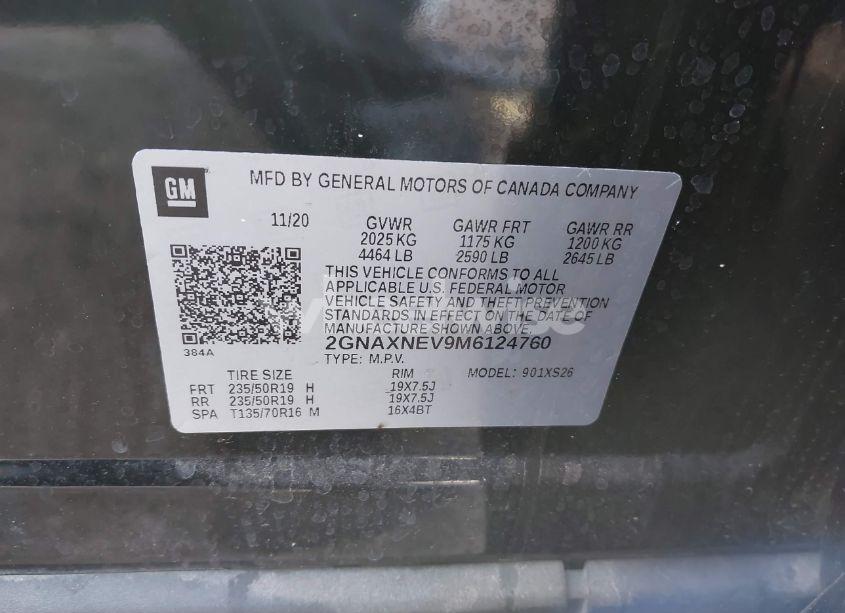 GM
MFD BY GENERAL MOTORS OF CANADA COMPANY
11/20 GVWR GAWR FRT GAWR RR
2025 KG 1175 KG 1200 KG
4464 LB 2590 LB 2645 LB
THIS VEHICLE CONFORMS TO ALL
APPLICABLE U.S. FEDERAL MOTOR
VEHICLE SAFETY AND THEFT PREVENTION
STANDARDS IN EFFECT ON THE DATE OF
MANUFACTURE SHOWN ABOVE.
384A
2GNAXNEV9M6124760
TYPE: M.P.V.
TIRE SIZE RIM MODEL: 901XS26
FRT 235/50R19 H 19X7.5J
RR 235/50R19 H 19X7.5J
SPA T135/70R16 M 16X4BT